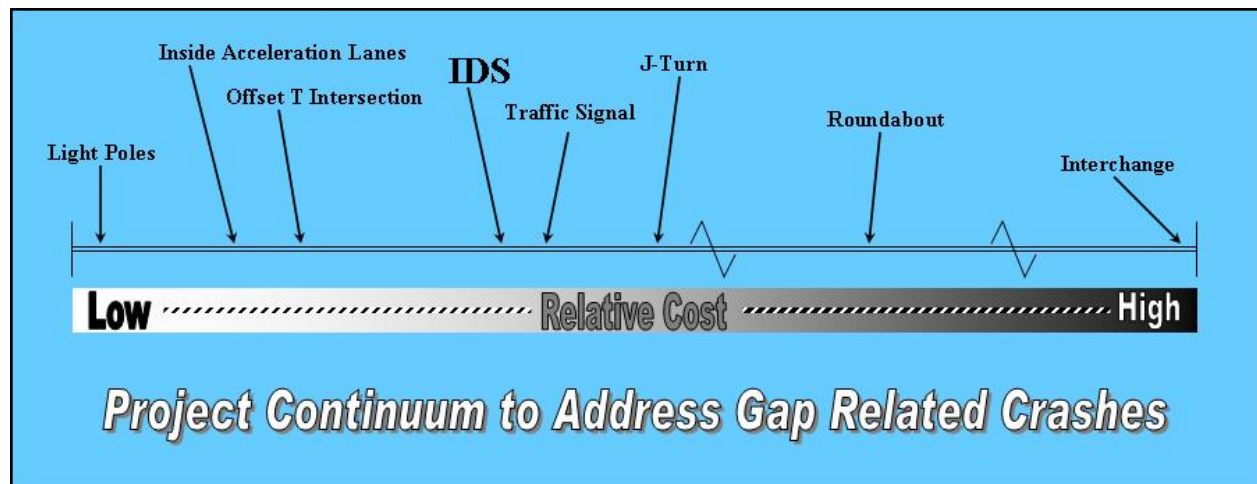 Inside Acceleration Lanes
IDS
J-Turn
Offset T Intersection
Traffic Signal
Roundabout
Light Poles
Interchange
Low Relative Cost High
Project Continuum to Address Gap Related Crashes